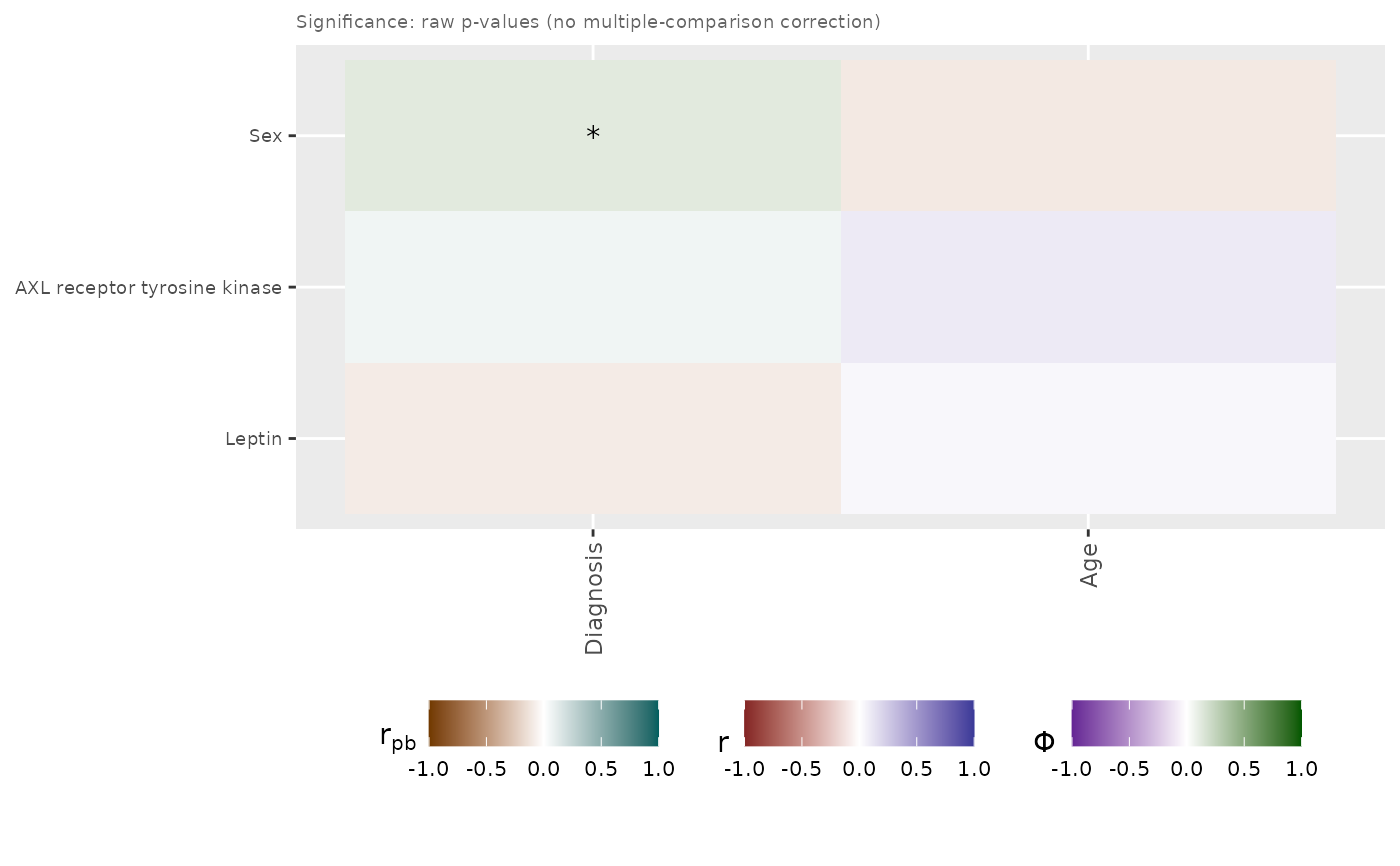 Significance: raw p-values (no multiple-comparison correction)
Sex
*
AXL receptor tyrosine kinase
Leptin
Diagnosis
Age
rpb
-1.0 -0.5 0.0 0.5 1.0
r
-1.0 -0.5 0.0 0.5 1.0
Φ
-1.0 -0.5 0.0 0.5 1.0